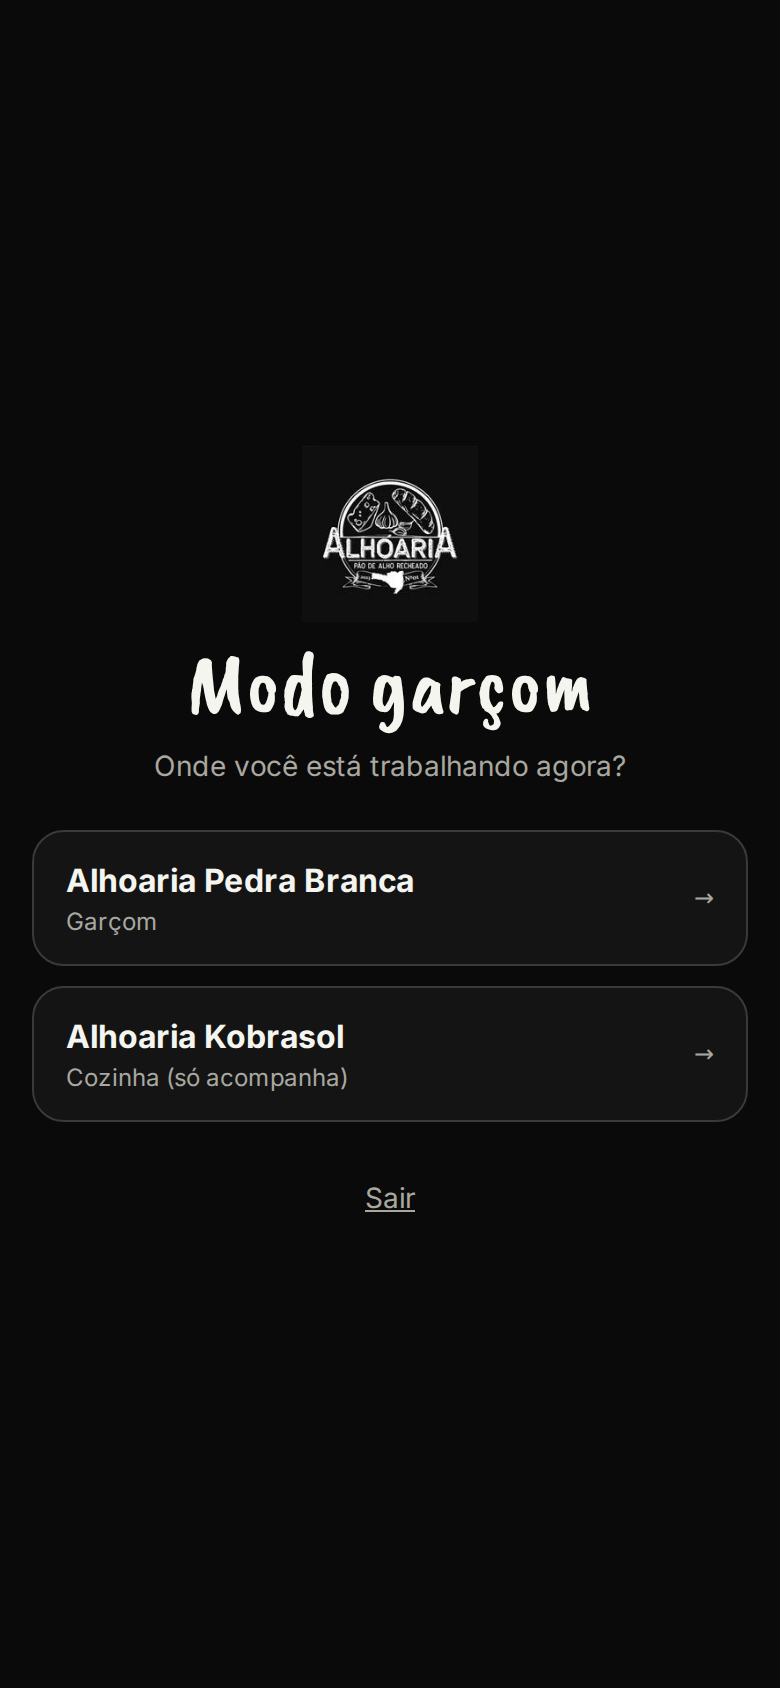 ALHOARIA
PÃO DE ALHO RECHEADO
Modo garçom
Onde você está trabalhando agora?
Alhoaria Pedra Branca
Garçom
→
Alhoaria Kobrasol
Cozinha (só acompanha)
→
Sair